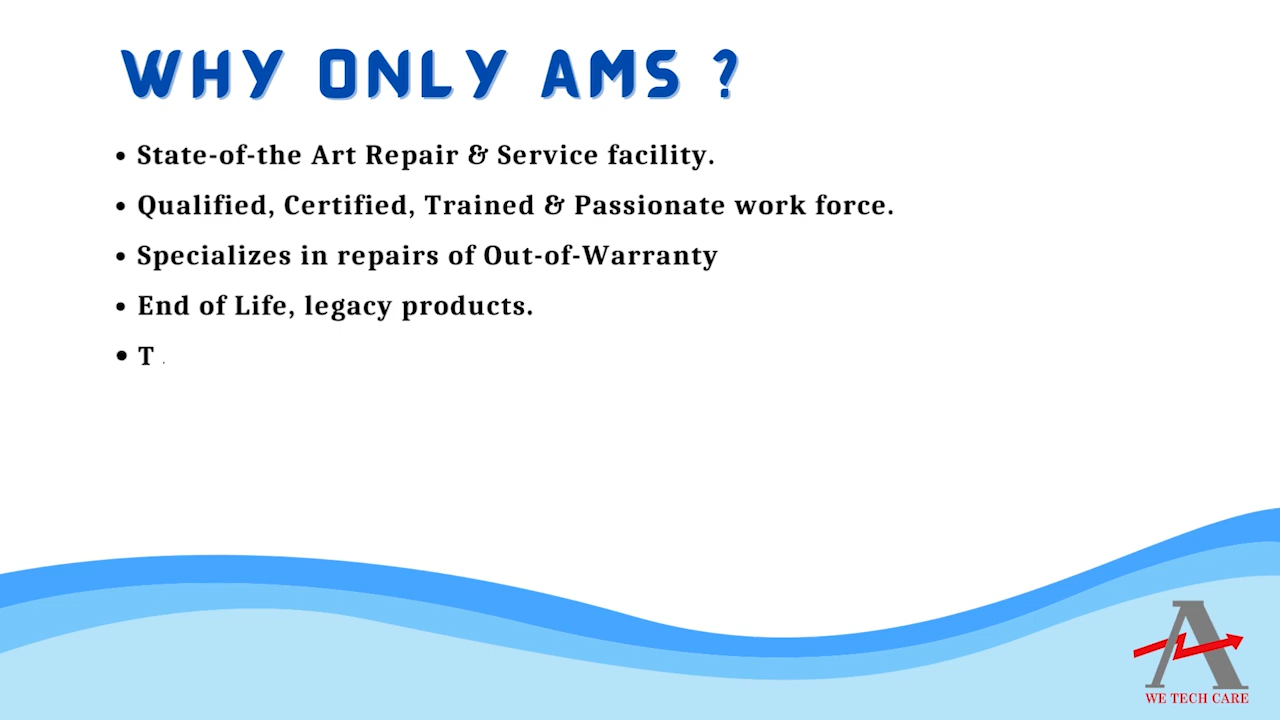 WHY ONLY AMS ?
• State-of-the Art Repair & Service facility.
• Qualified, Certified, Trained & Passionate work force.
• Specializes in repairs of Out-of-Warranty
• End of Life, legacy products.
• T
WE TECH CARE